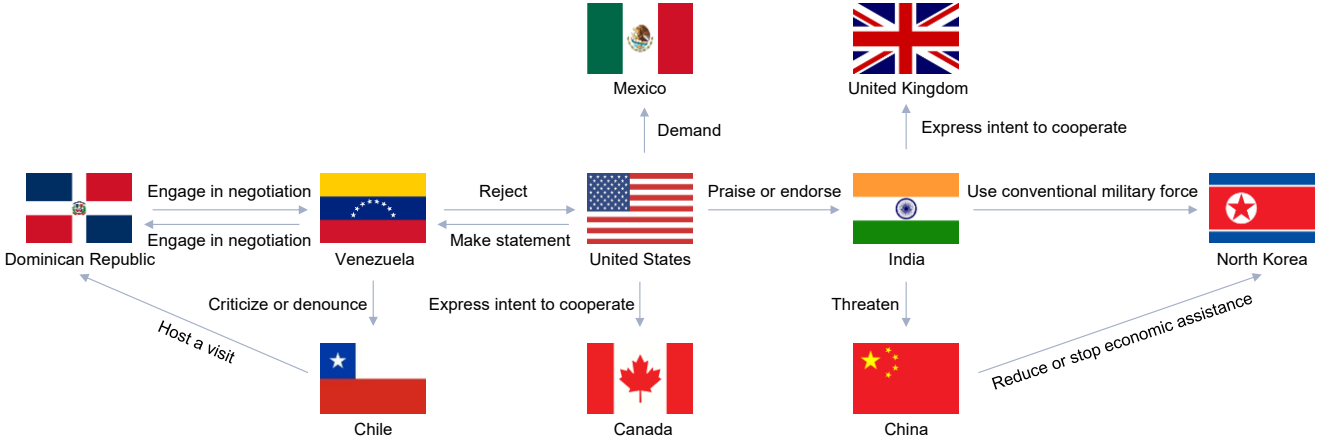 Mexico
United Kingdom
Demand
Express intent to cooperate
Engage in negotiation
Reject
Praise or endorse
Use conventional military force
Engage in negotiation
Make statement
Dominican Republic
Venezuela
United States
India
North Korea
Criticize or denounce
Express intent to cooperate
Threaten
Host a visit
Reduce or stop economic assistance
Chile
Canada
China